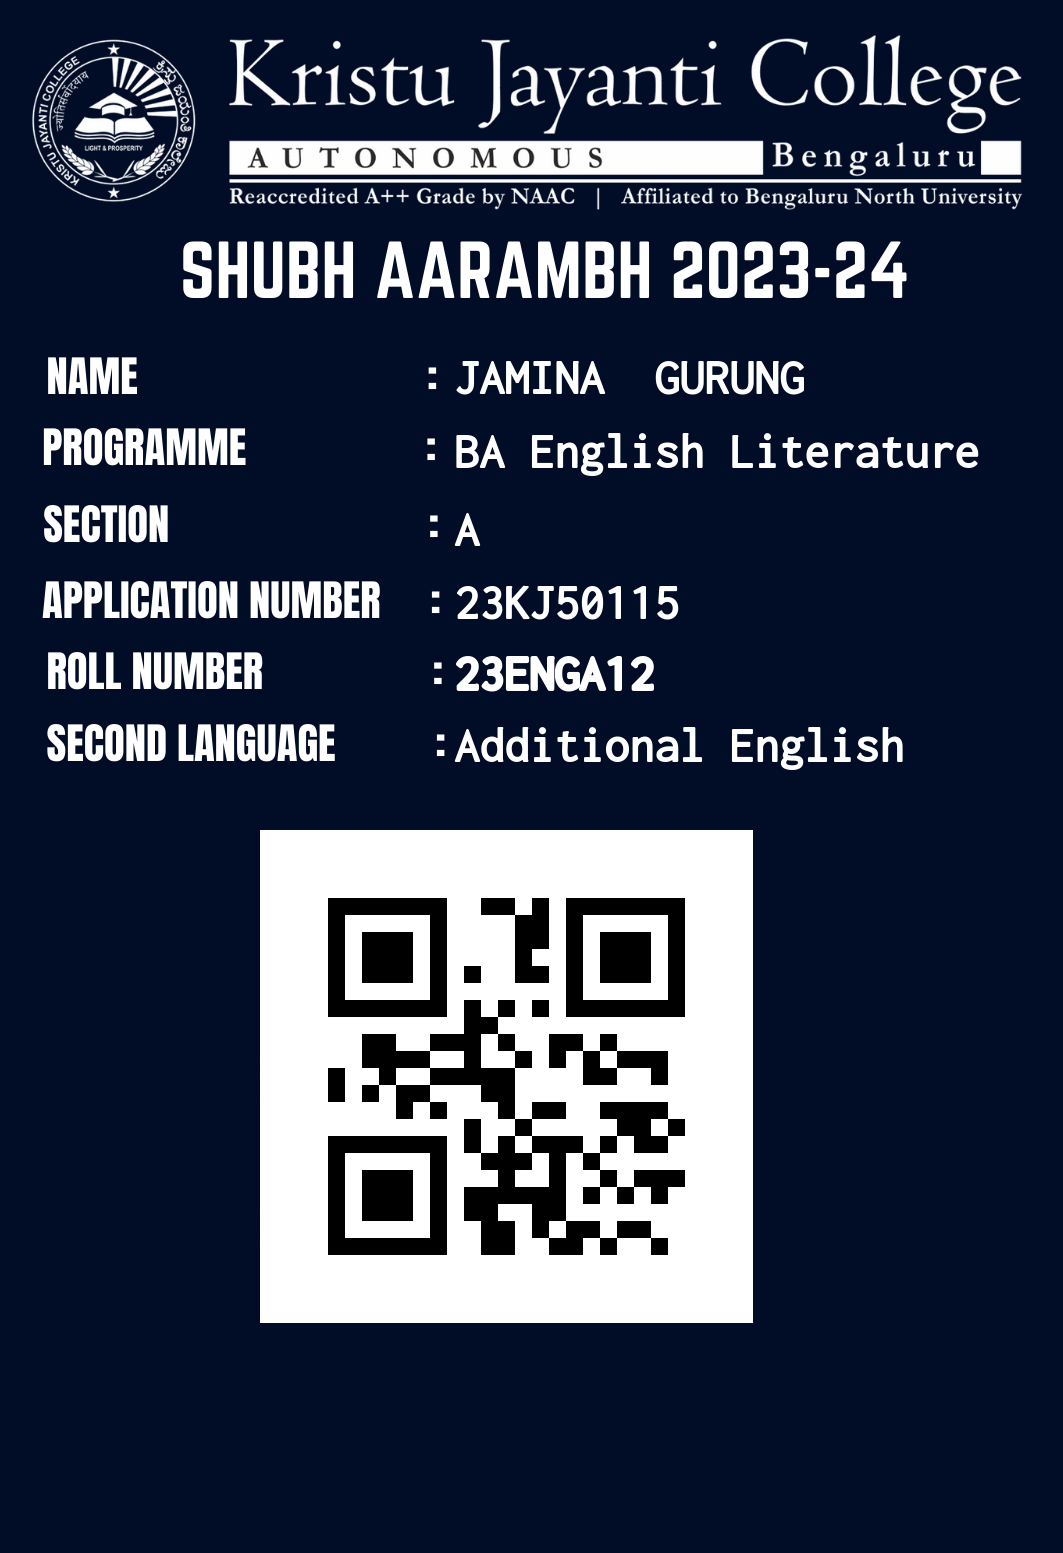 Kristu Jayanti College
AUTONOMOUS Bengaluru
Reaccredited A++ Grade by NAAC | Affiliated to Bengaluru North University
KRISTU JAYANTI COLLEGE
LIGHT & PROSPERITY
SHUBH AARAMBH 2023-24
NAME : JAMINA GURUNG
PROGRAMME : BA English Literature
SECTION : A
APPLICATION NUMBER : 23KJ50115
ROLL NUMBER : 23ENGA12
SECOND LANGUAGE : Additional English